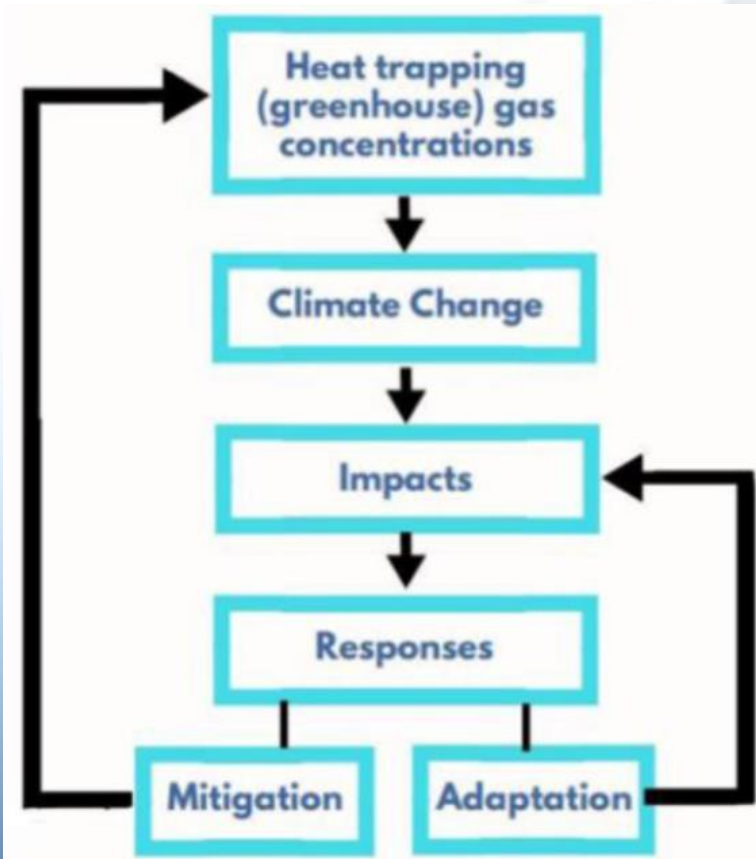 Heat trapping
(greenhouse) gas
concentrations
Climate Change
Impacts
Responses
Mitigation
Adaptation